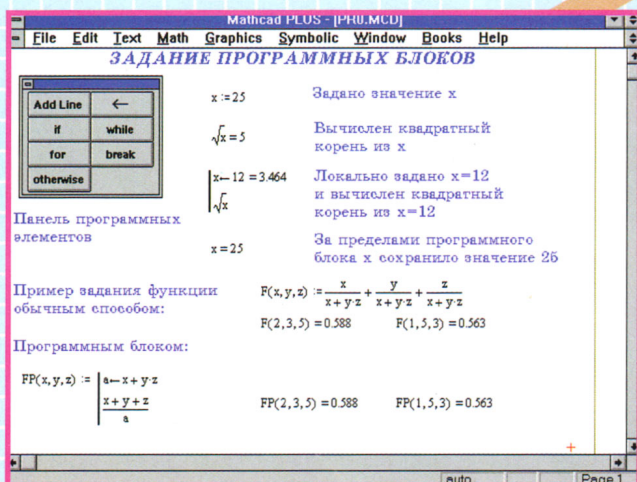 Mathcad PLUS - [PRU.MCD]
File Edit Text Math Graphics Symbolic Window Books Help
ЗАДАНИЕ ПРОГРАММНЫХ БЛОКОВ
Add Line ←
if while
for break
otherwise
Панель программных
элементов
x := 25
Задано значение x
√x = 5
Вычислен квадратный
корень из x
x ← 12 = 3.464
√x
Локально задано x=12
и вычислен квадратный
корень из x=12
x = 25
За пределами программного
блока x сохранило значение 25
Пример задания функции
обычным способом:
F(x,y,z) := x/(x+y·z) + y/(x+y·z) + z/(x+y·z)
F(2,3,5) = 0.588 F(1,5,3) = 0.563
Программным блоком:
FP(x,y,z) := a ← x + y·z
(x + y + z)/a
FP(2,3,5) = 0.588 FP(1,5,3) = 0.563
auto Page 1